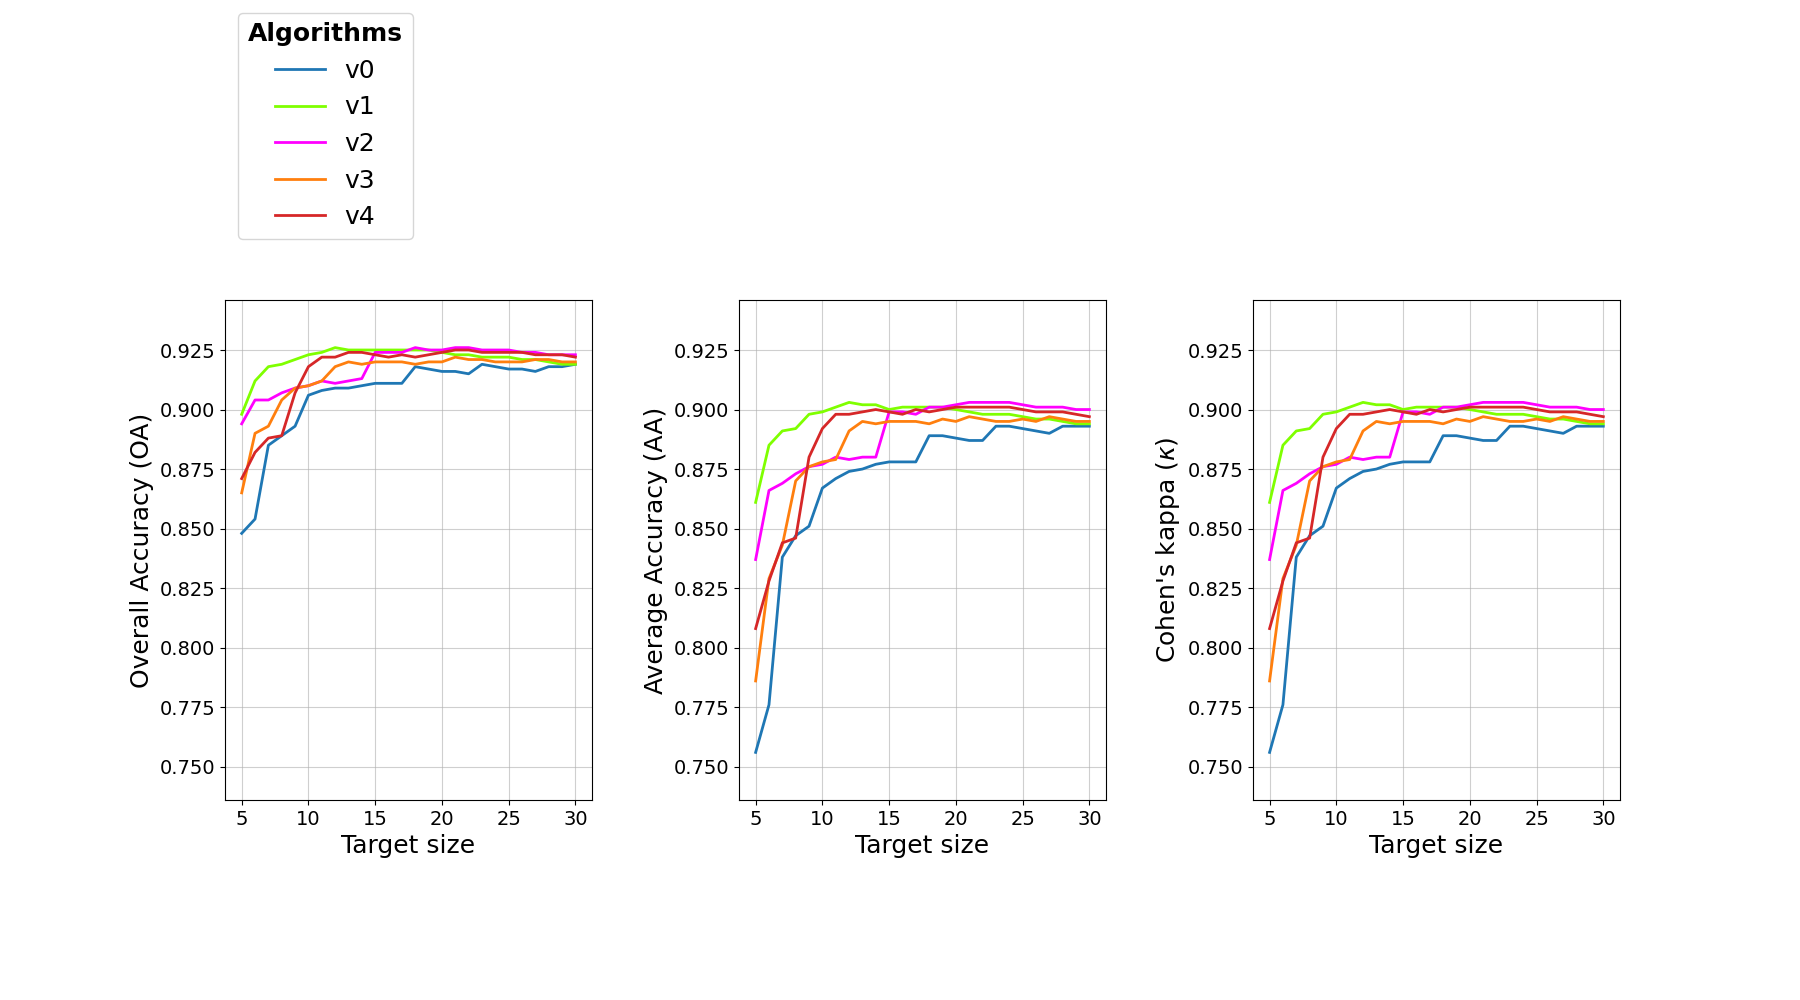 Algorithms
v0
v1
v2
v3
v4
Overall Accuracy (OA)
0.925
0.900
0.875
0.850
0.825
0.800
0.775
0.750
5 10 15 20 25 30
Target size
Average Accuracy (AA)
0.925
0.900
0.875
0.850
0.825
0.800
0.775
0.750
5 10 15 20 25 30
Target size
Cohen's kappa (κ)
0.925
0.900
0.875
0.850
0.825
0.800
0.775
0.750
5 10 15 20 25 30
Target size